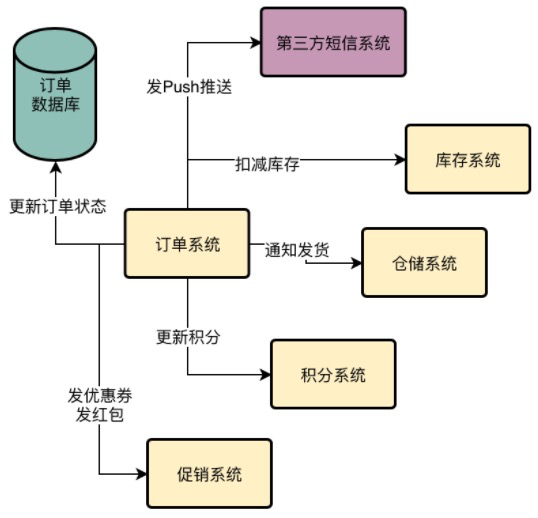 第三方短信系统
订单
数据库
发Push推送
库存系统
扣减库存
更新订单状态
订单系统
通知发货
仓储系统
更新积分
积分系统
发优惠券
发红包
促销系统